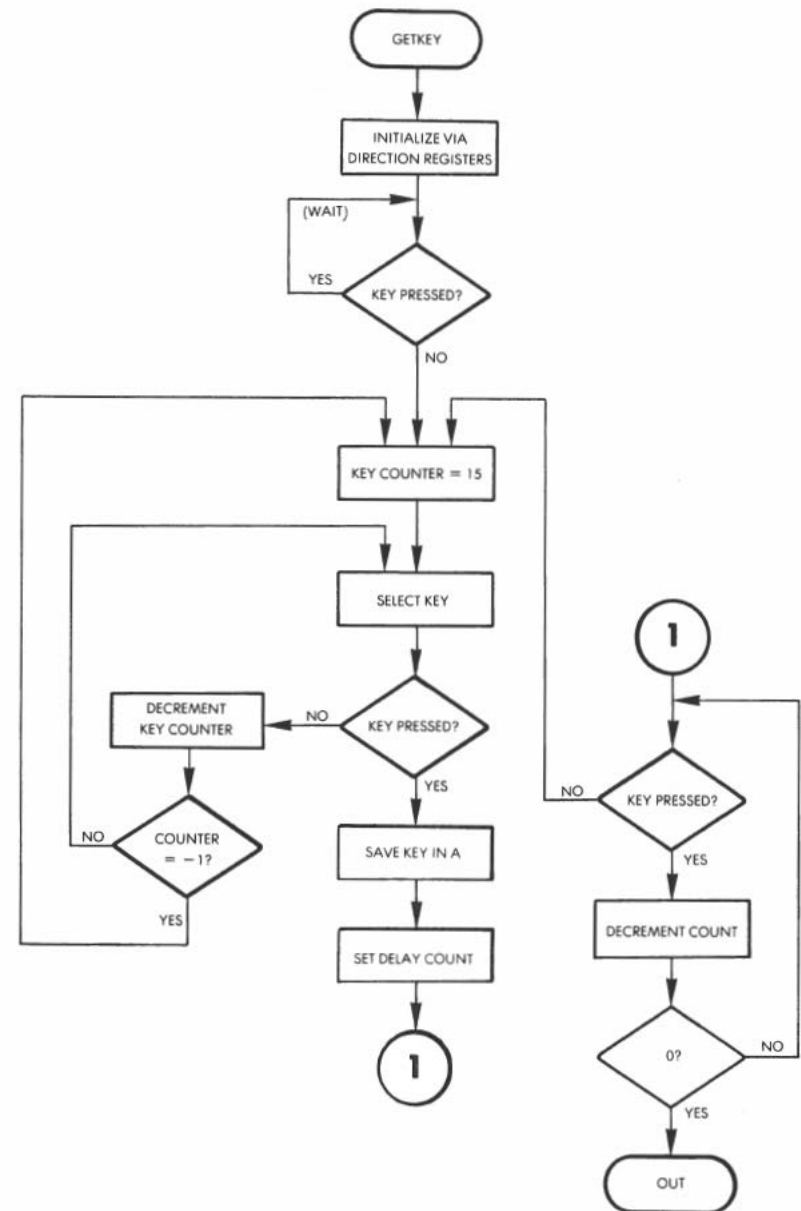 GETKEY
INITIALIZE VIA
DIRECTION REGISTERS
(WAIT)
YES
KEY PRESSED?
NO
KEY COUNTER = 15
SELECT KEY
1
DECREMENT
KEY COUNTER
NO
KEY PRESSED?
YES
NO
KEY PRESSED?
YES
NO
COUNTER
= −1?
YES
SAVE KEY IN A
DECREMENT COUNT
SET DELAY COUNT
1
0?
NO
YES
OUT